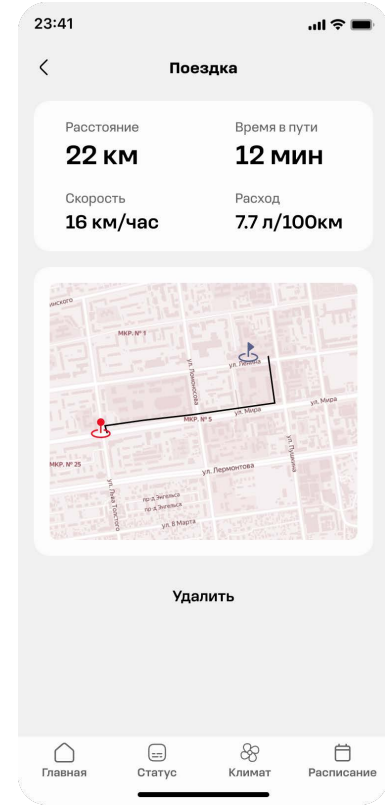 23:41
Поездка
Расстояние
Время в пути
22 км
12 мин
Скорость
Расход
16 км/час
7.7 л/100км
МКР. № 1
ул. Ломоносова
ул. Ленина
МКР. № 5
ул. Мира
ул. Мира
МКР. № 25
ул. Лермонтова
ул. Пушкина
ул. Льва Толстого
пр-д Энгельса
пр-д Энгельса
ул. 8 Марта
Удалить
Главная
Статус
Климат
Расписание